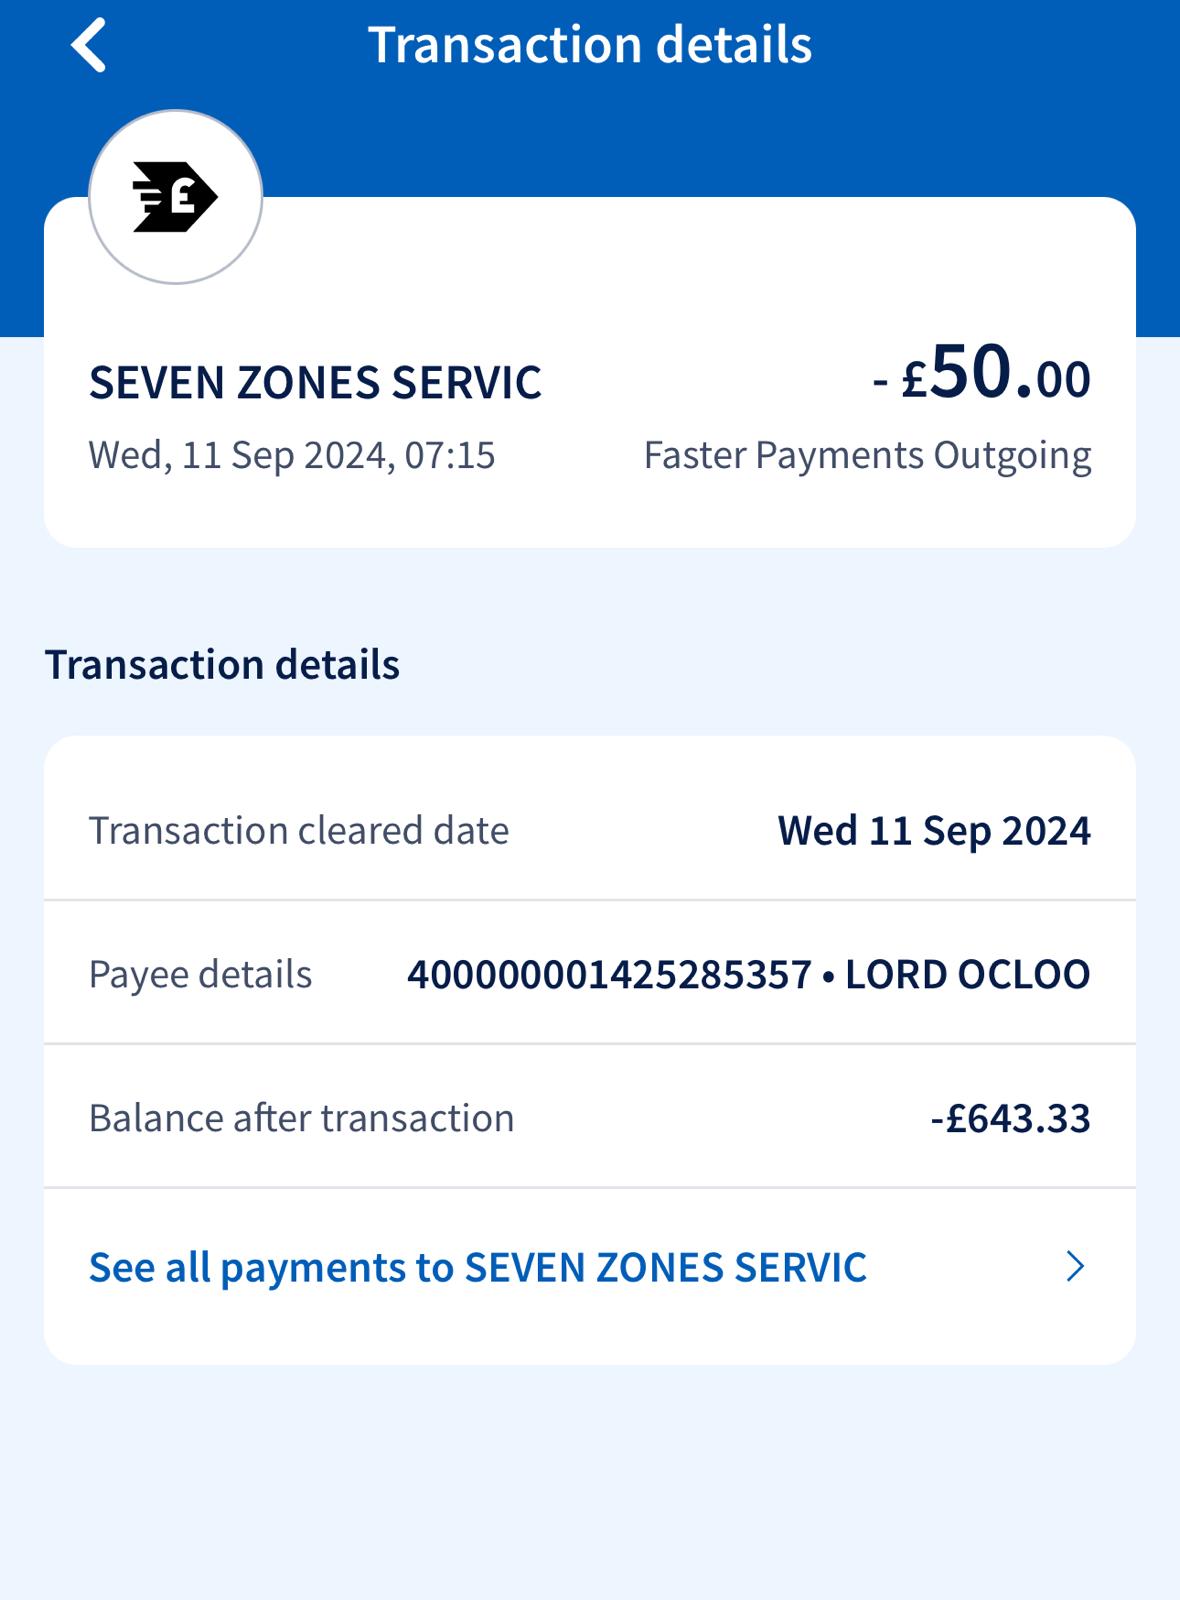 Transaction details
£
SEVEN ZONES SERVIC - £50.00
Wed, 11 Sep 2024, 07:15 Faster Payments Outgoing
Transaction details
Transaction cleared date Wed 11 Sep 2024
Payee details 400000001425285357 • LORD OCLOO
Balance after transaction -£643.33
See all payments to SEVEN ZONES SERVIC